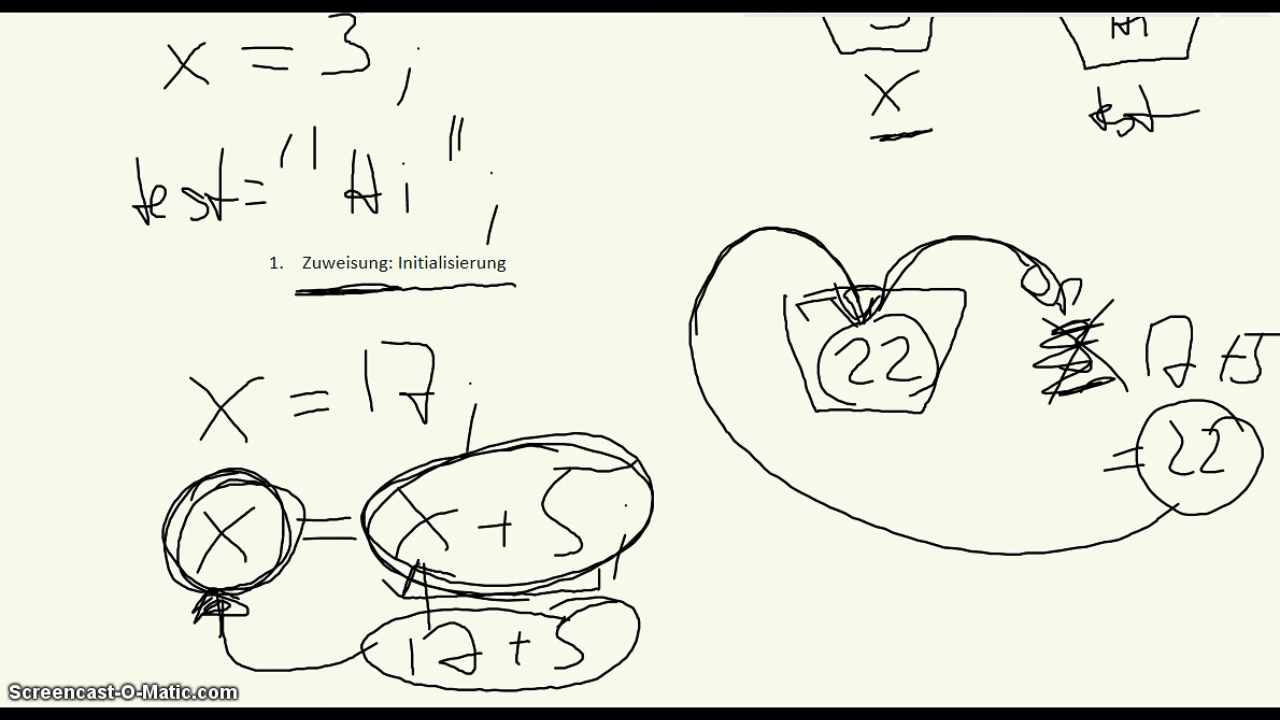 x = 3;
test="Hi";
x
test
1. Zuweisung: Initialisierung
x = 17;
22
17 +5
= 22
x = x + 5;
17 + 5
Screencast-O-Matic.com